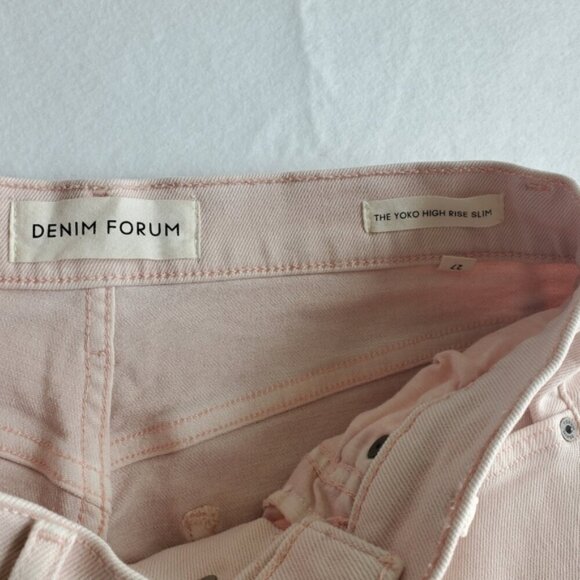 DENIM FORUM
THE YOKO HIGH RISE SLIM
27